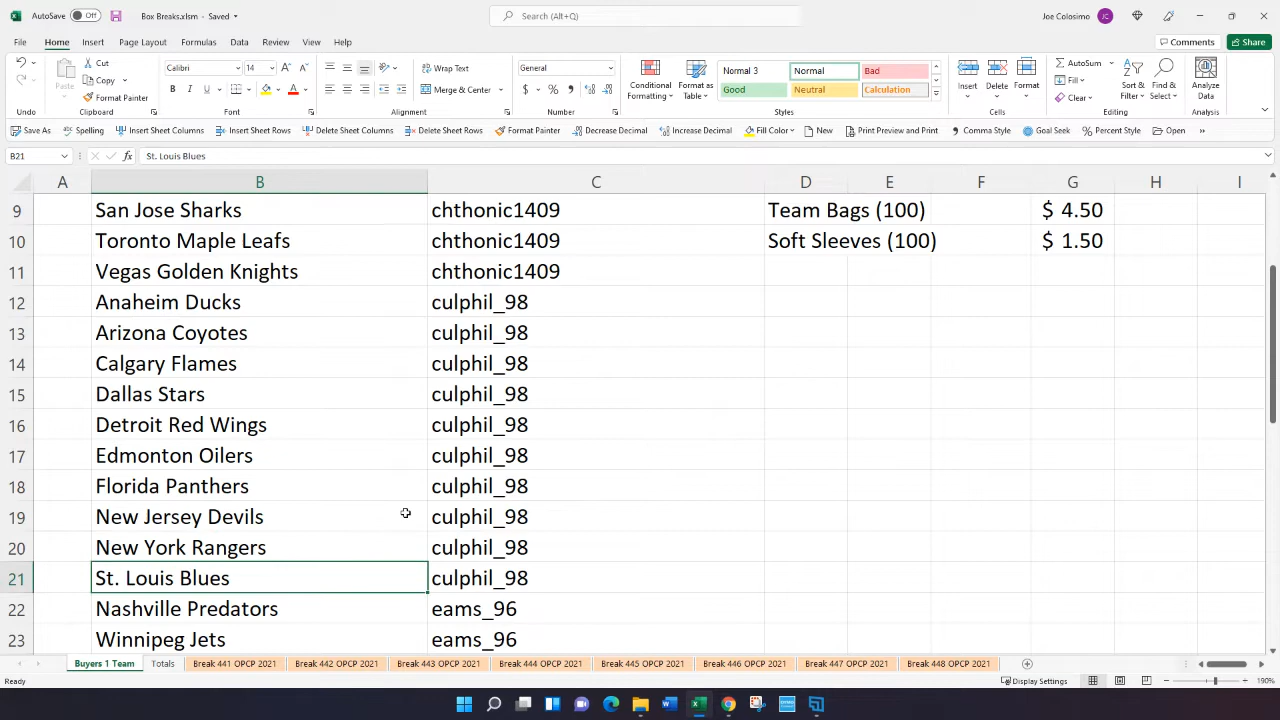 AutoSave Off Box Breaks.xlsm - Saved Search (Alt+Q) Joe Colosimo JC
File Home Insert Page Layout Formulas Data Review View Help Comments Share
Undo
Paste Cut Copy Format Painter Clipboard
Calibri 14 B I U Font
Wrap Text Merge & Center Alignment
General $ % Number
Conditional Formatting Format as Table
Normal 3 Normal Bad
Good Neutral Calculation
Styles
Insert Delete Format Cells
AutoSum Fill Clear Sort & Filter Find & Select Editing
Analyze Data Analysis
Save As Spelling Insert Sheet Columns Insert Sheet Rows Delete Sheet Columns Delete Sheet Rows Format Painter Decrease Decimal Increase Decimal Fill Color New Print Preview and Print Comma Style Goal Seek Percent Style Open
B21 fx St. Louis Blues
A B C D E F G H I
9 San Jose Sharks chthonic1409 Team Bags (100) $ 4.50
10 Toronto Maple Leafs chthonic1409 Soft Sleeves (100) $ 1.50
11 Vegas Golden Knights chthonic1409
12 Anaheim Ducks culphil_98
13 Arizona Coyotes culphil_98
14 Calgary Flames culphil_98
15 Dallas Stars culphil_98
16 Detroit Red Wings culphil_98
17 Edmonton Oilers culphil_98
18 Florida Panthers culphil_98
19 New Jersey Devils culphil_98
20 New York Rangers culphil_98
21 St. Louis Blues culphil_98
22 Nashville Predators eams_96
23 Winnipeg Jets eams_96
Buyers 1 Team Totals Break 441 OPCP 2021 Break 442 OPCP 2021 Break 443 OPCP 2021 Break 444 OPCP 2021 Break 445 OPCP 2021 Break 446 OPCP 2021 Break 447 OPCP 2021 Break 448 OPCP 2021
Ready Display Settings 190%